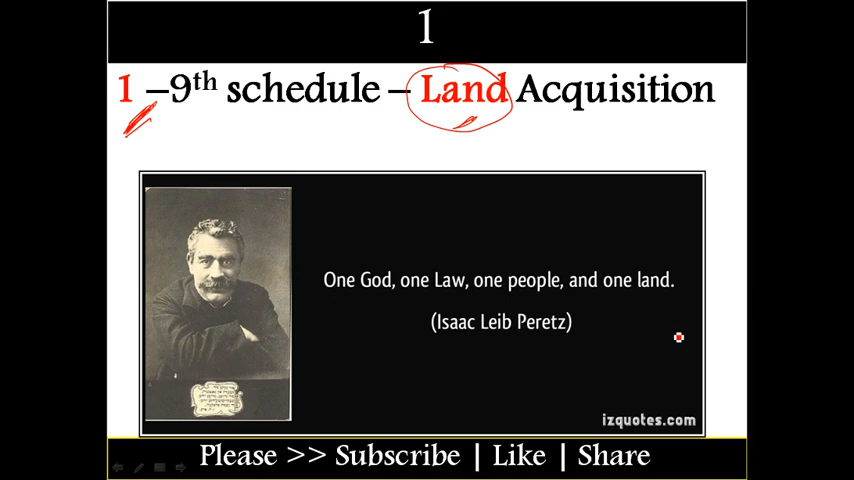 1
1 –9th schedule – Land Acquisition
One God, one Law, one people, and one land.
(Isaac Leib Peretz)
izquotes.com
Please >> Subscribe | Like | Share